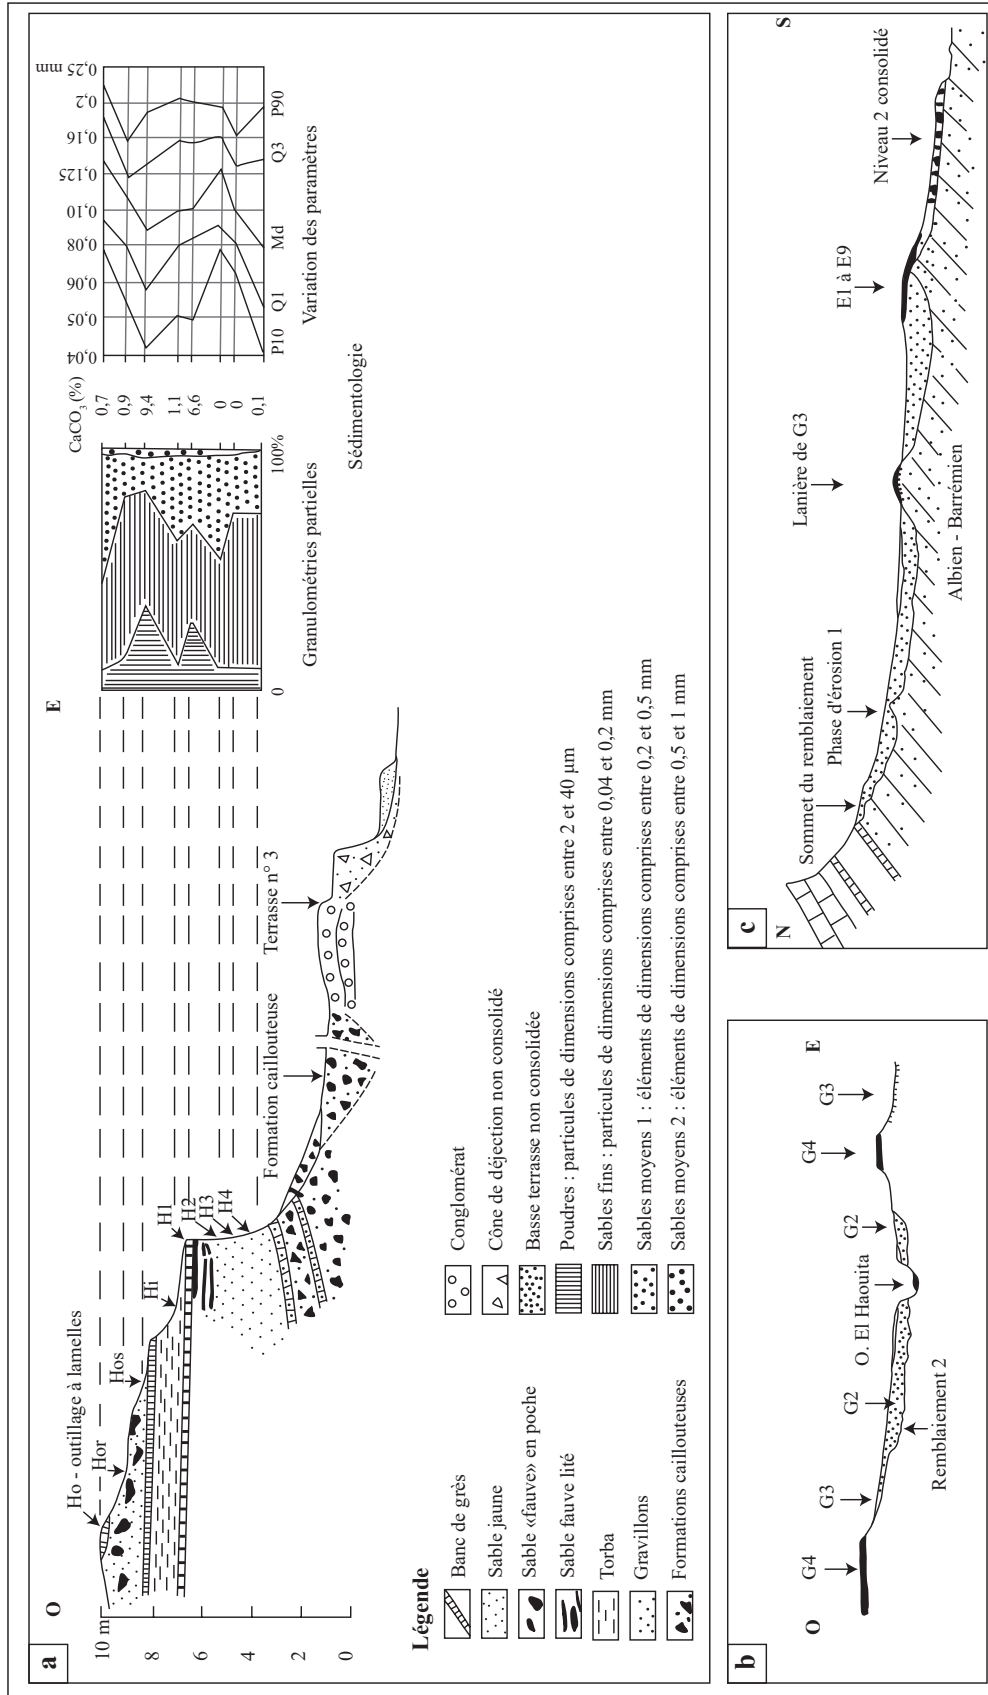 a
O
E
10 m
8
6
4
2
0
Ho - outillage à lamelles
Hor
Hos
Hi
H1
H2
H3
H4
Formation caillouteuse
Terrasse n° 3
0
100%
Granulométries partielles
CaCO3 (%)
0,7
0,9
9,4
1,1
6,6
0
0
0,1
Sédimentologie
0,04
0,05
0,06
0,08
0,10
0,125
0,16
0,2
0,25
mm
P10
Q1
Md
Q3
P90
Variation des paramètres
Légende
Banc de grès
Sable jaune
Sable «fauve» en poche
Sable fauve lité
Torba
Gravillons
Formations caillouteuses
Conglomérat
Cône de déjection non consolidé
Basse terrasse non consolidée
Poudres : particules de dimensions comprises entre 2 et 40 µm
Sables fins : particules de dimensions comprises entre 0,04 et 0,2 mm
Sables moyens 1 : éléments de dimensions comprises entre 0,2 et 0,5 mm
Sables moyens 2 : éléments de dimensions comprises entre 0,5 et 1 mm
b
O
E
G4
G3
G2
O. El Haouita
G2
G4
G3
Remblaiement 2
c
N
S
Sommet du remblaiement
Phase d'érosion 1
Lanière de G3
E1 à E9
Niveau 2 consolidé
Albien - Barrémien